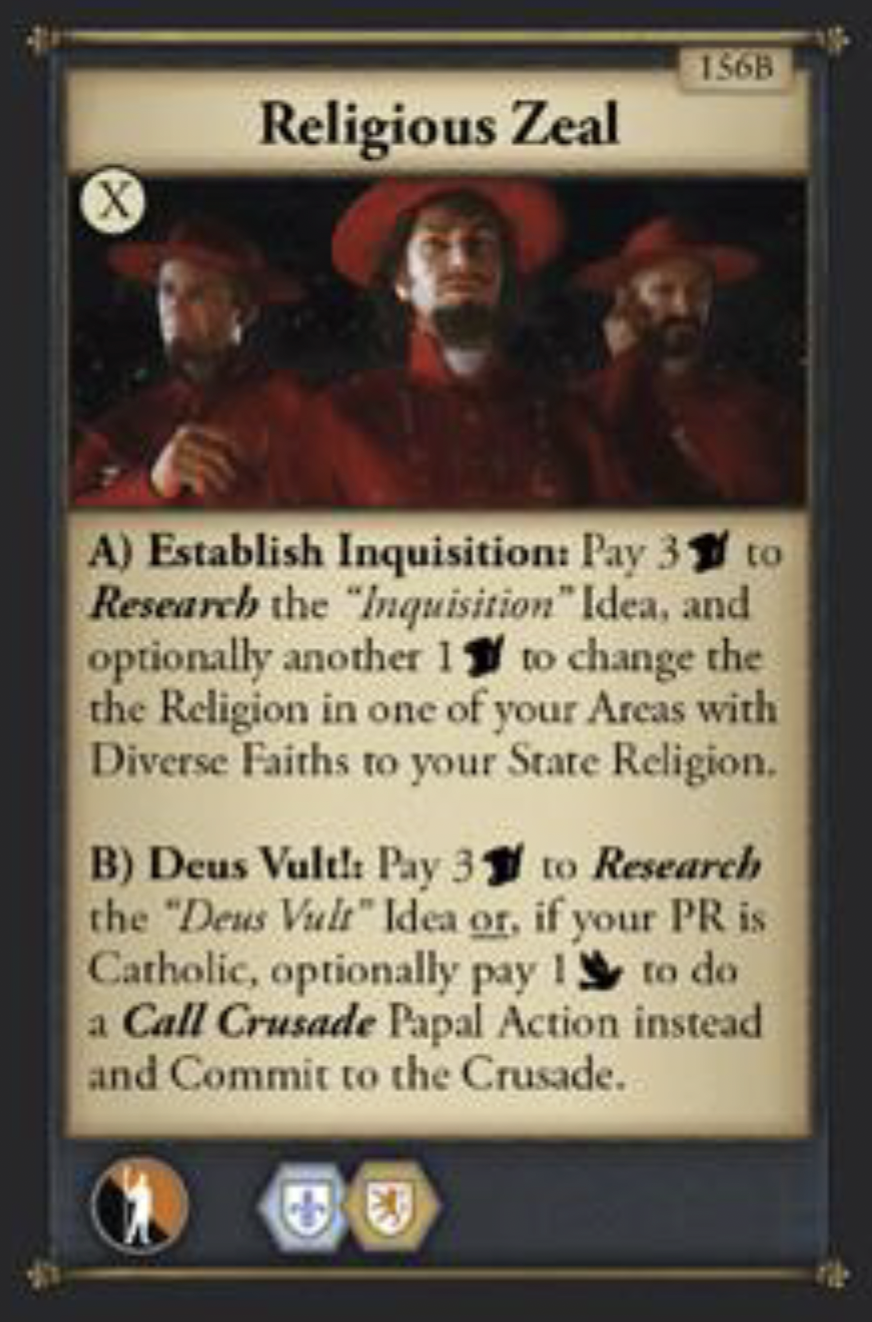 156B
Religious Zeal
X
A) Establish Inquisition: Pay 3 to
Research the "Inquisition" Idea, and
optionally another 1 to change the
the Religion in one of your Areas with
Diverse Faiths to your State Religion.
B) Deus Vult!: Pay 3 to Research
the "Deus Vult" Idea or, if your PR is
Catholic, optionally pay 1 to do
a Call Crusade Papal Action instead
and Commit to the Crusade.